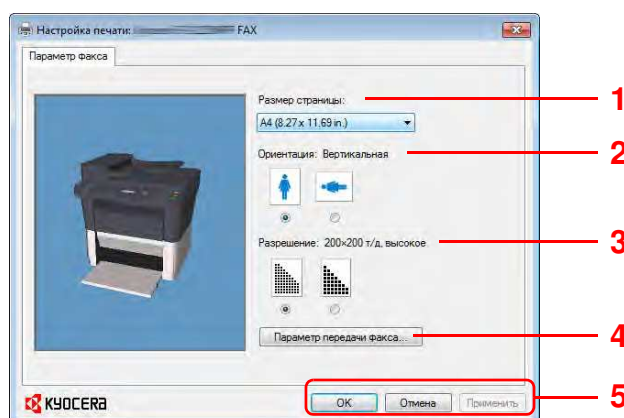 Настройка печати: FAX
Параметр факса
Размер страницы:
1
A4 (8.27 x 11.69 in.)
Ориентация: Вертикальная
2
Разрешение: 200×200 т/д, высокое
3
Параметр передачи факса...
4
KYOCERA
OK
Отмена
Применить
5